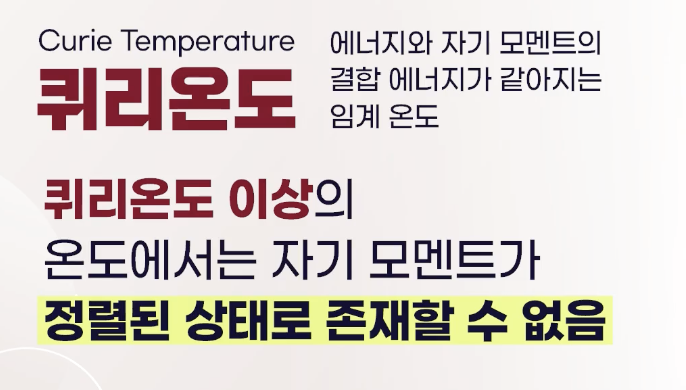 Curie Temperature
퀴리온도
에너지와 자기 모멘트의
결합 에너지가 같아지는
임계 온도
퀴리온도 이상의
온도에서는 자기 모멘트가
정렬된 상태로 존재할 수 없음